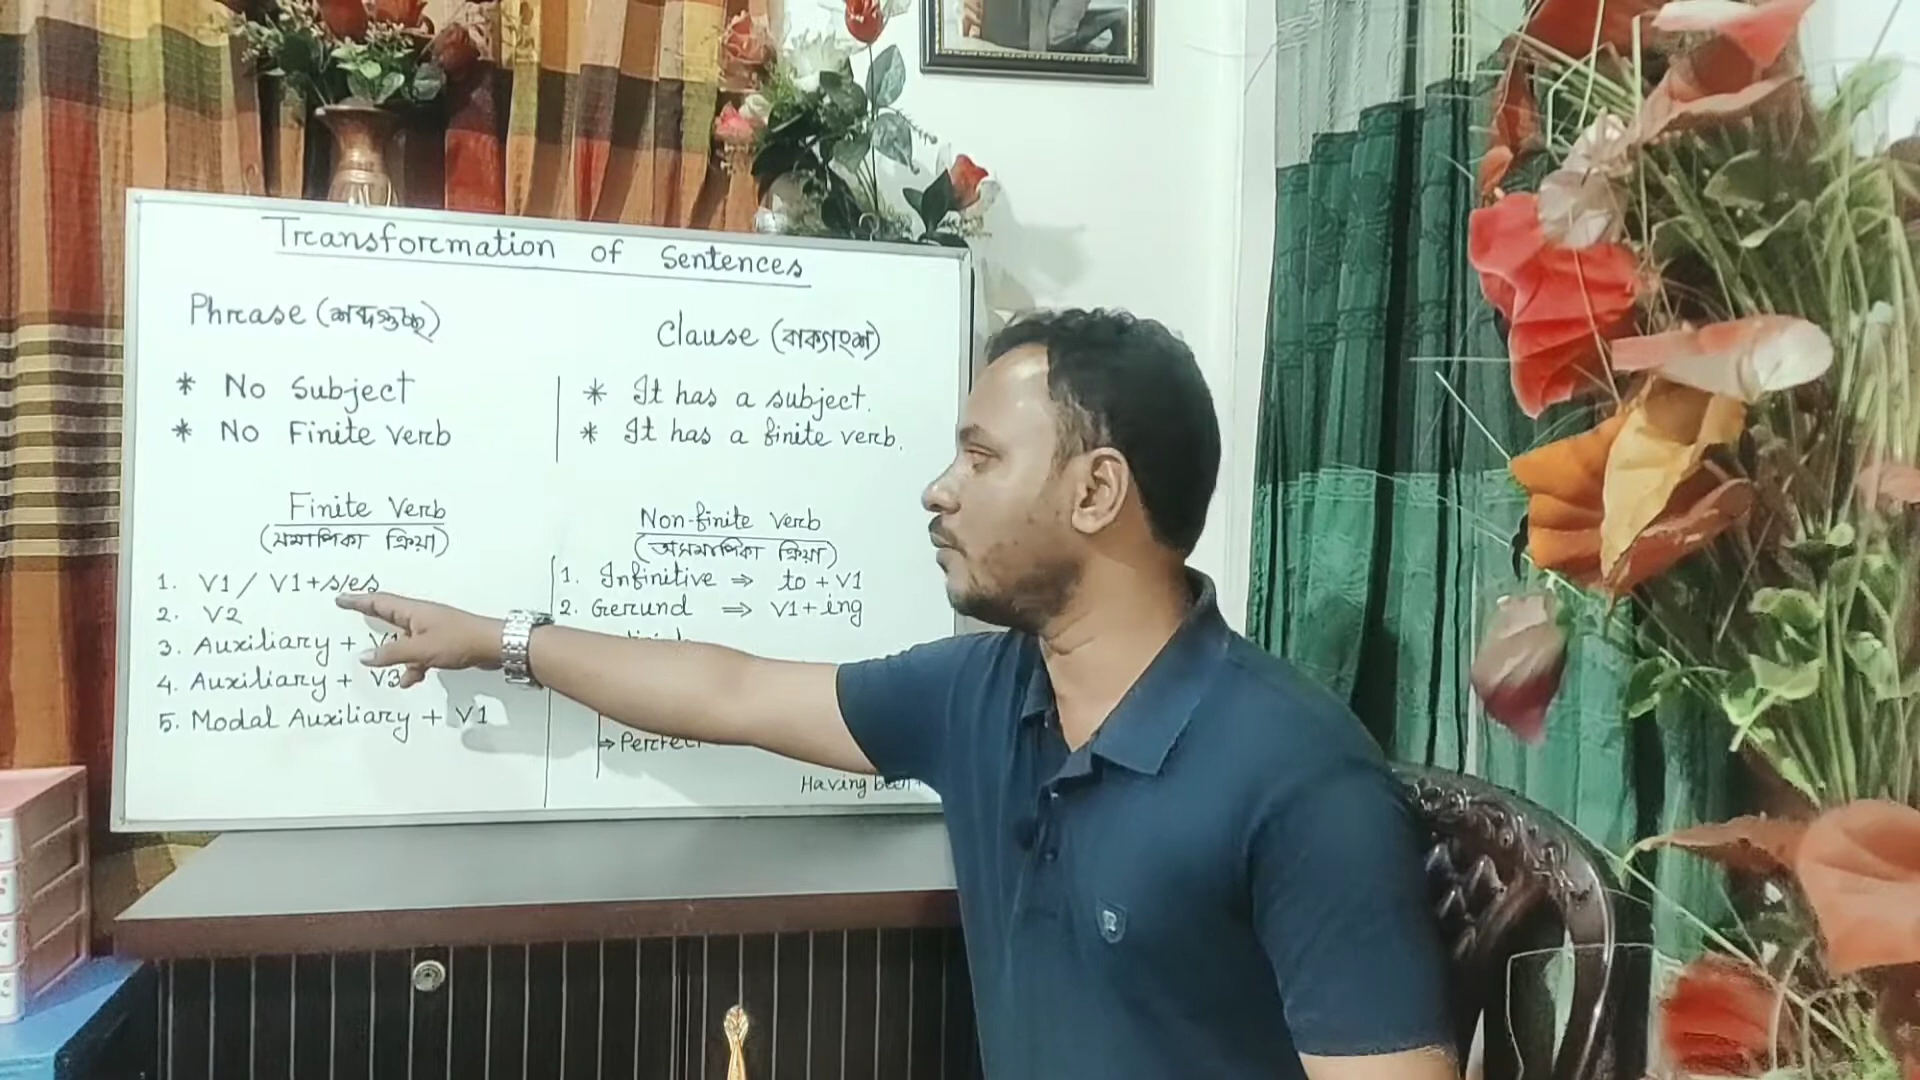 Transformation of Sentences
Phrase (শব্দগুচ্ছ)
* No Subject
* No Finite verb
Clause (বাক্যাংশ)
* It has a subject.
* It has a finite verb.
Finite Verb
(সমাপিকা ক্রিয়া)
1. V1 / V1+s/es
2. V2
3. Auxiliary +
4. Auxiliary + V3
5. Modal Auxiliary + V1
Non-finite verb
(অসমাপিকা ক্রিয়া)
1. Infinitive ⇒ to + V1
2. Gerund ⇒ V1+ing
Having been